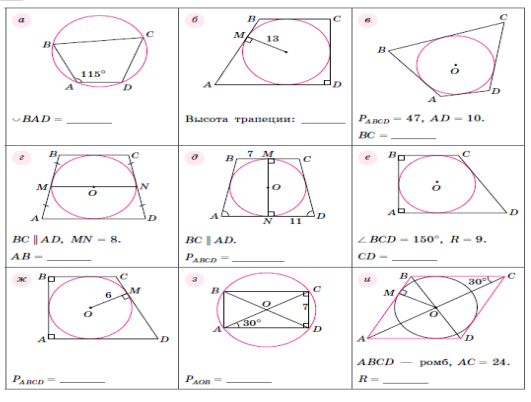 а
B
C
115°
A
D
◡BAD = ________
б
B
C
M
13
A
D
Высота трапеции: ________
в
B
C
O
A
D
P_ABCD = 47, AD = 10.
BC = ________
г
B
C
M
N
O
A
D
BC ∥ AD, MN = 8.
AB = ________
д
B
7
M
C
O
A
N
11
D
BC ∥ AD.
P_ABCD = ________
е
B
C
O
A
D
∠BCD = 150°, R = 9.
CD = ________
ж
B
C
6
M
O
A
D
P_ABCD = ________
з
B
C
O
7
30°
A
D
P_AOB = ________
и
B
30°
C
M
O
A
D
ABCD — ромб, AC = 24.
R = ________